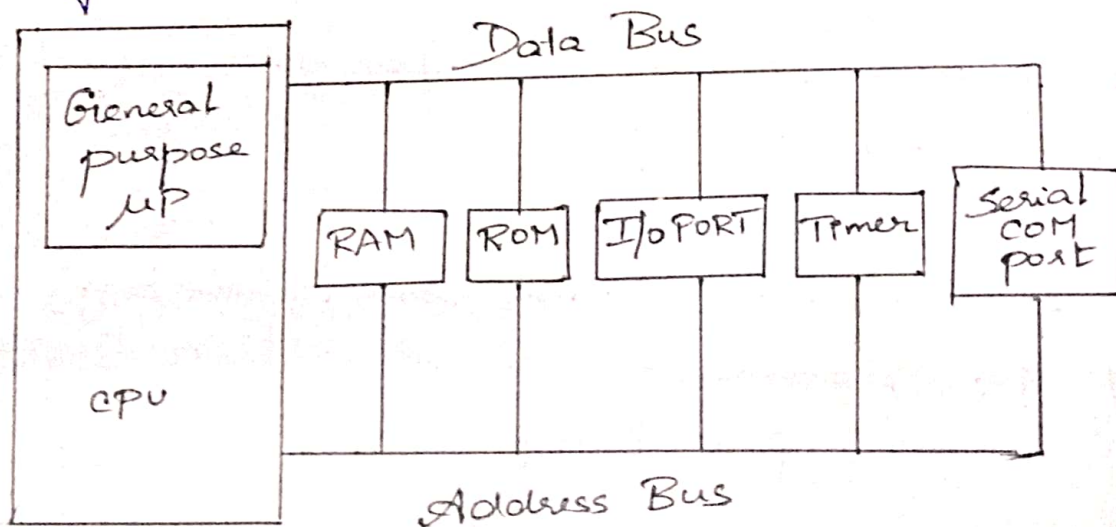 Data Bus
General
purpose
μP
RAM
ROM
I/o PORT
Timer
Serial
COM
port
CPU
Address Bus